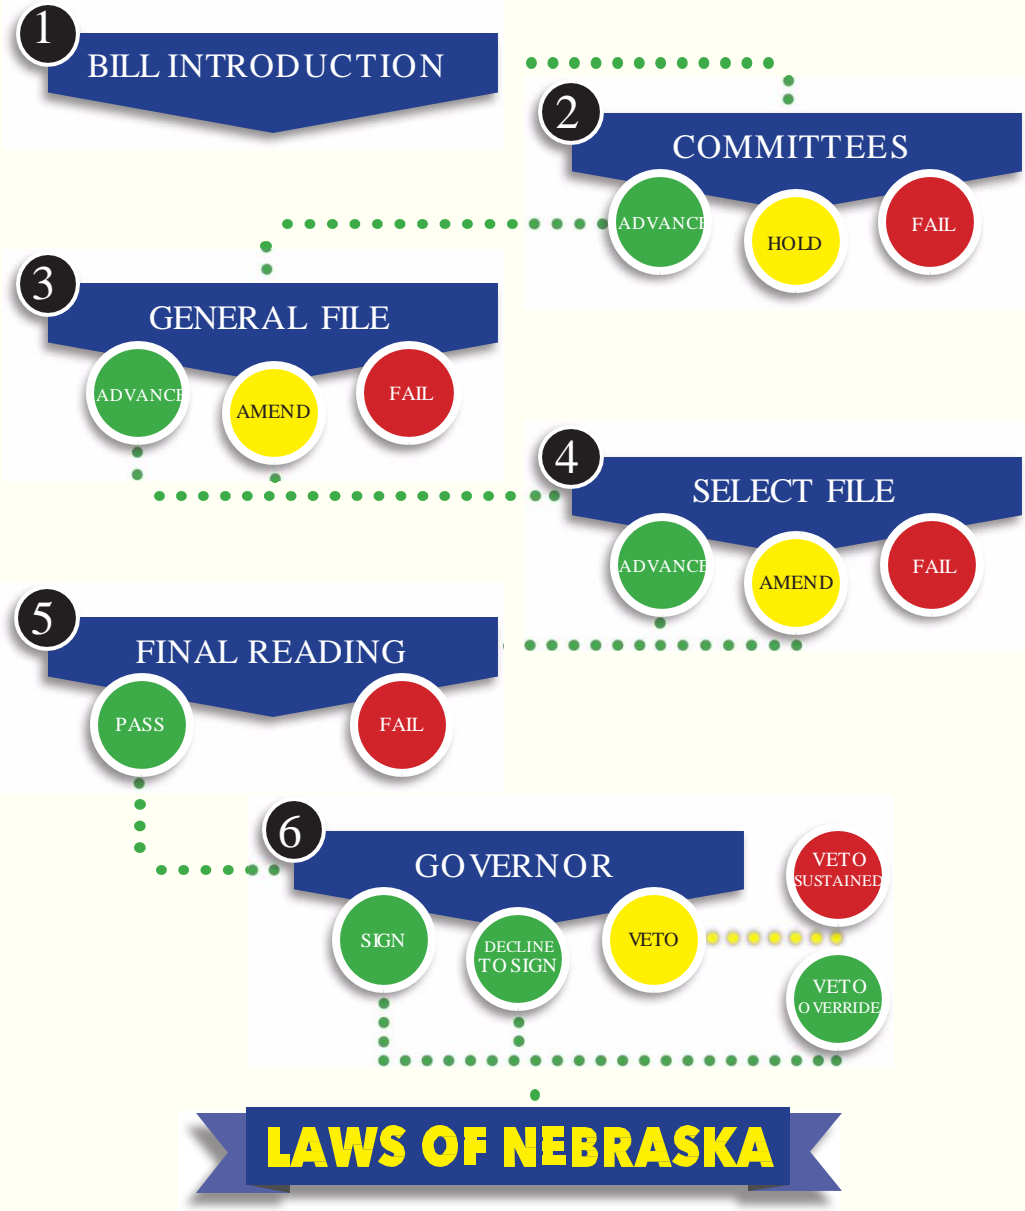 1
BILL INTRODUCTION
2
COMMITTEES
ADVANCE
HOLD
FAIL
3
GENERAL FILE
ADVANCE
AMEND
FAIL
4
SELECT FILE
ADVANCE
AMEND
FAIL
5
FINAL READING
PASS
FAIL
6
GOVERNOR
SIGN
DECLINE
TO SIGN
VETO
VETO
SUSTAINED
VETO
OVERRIDE
LAWS OF NEBRASKA